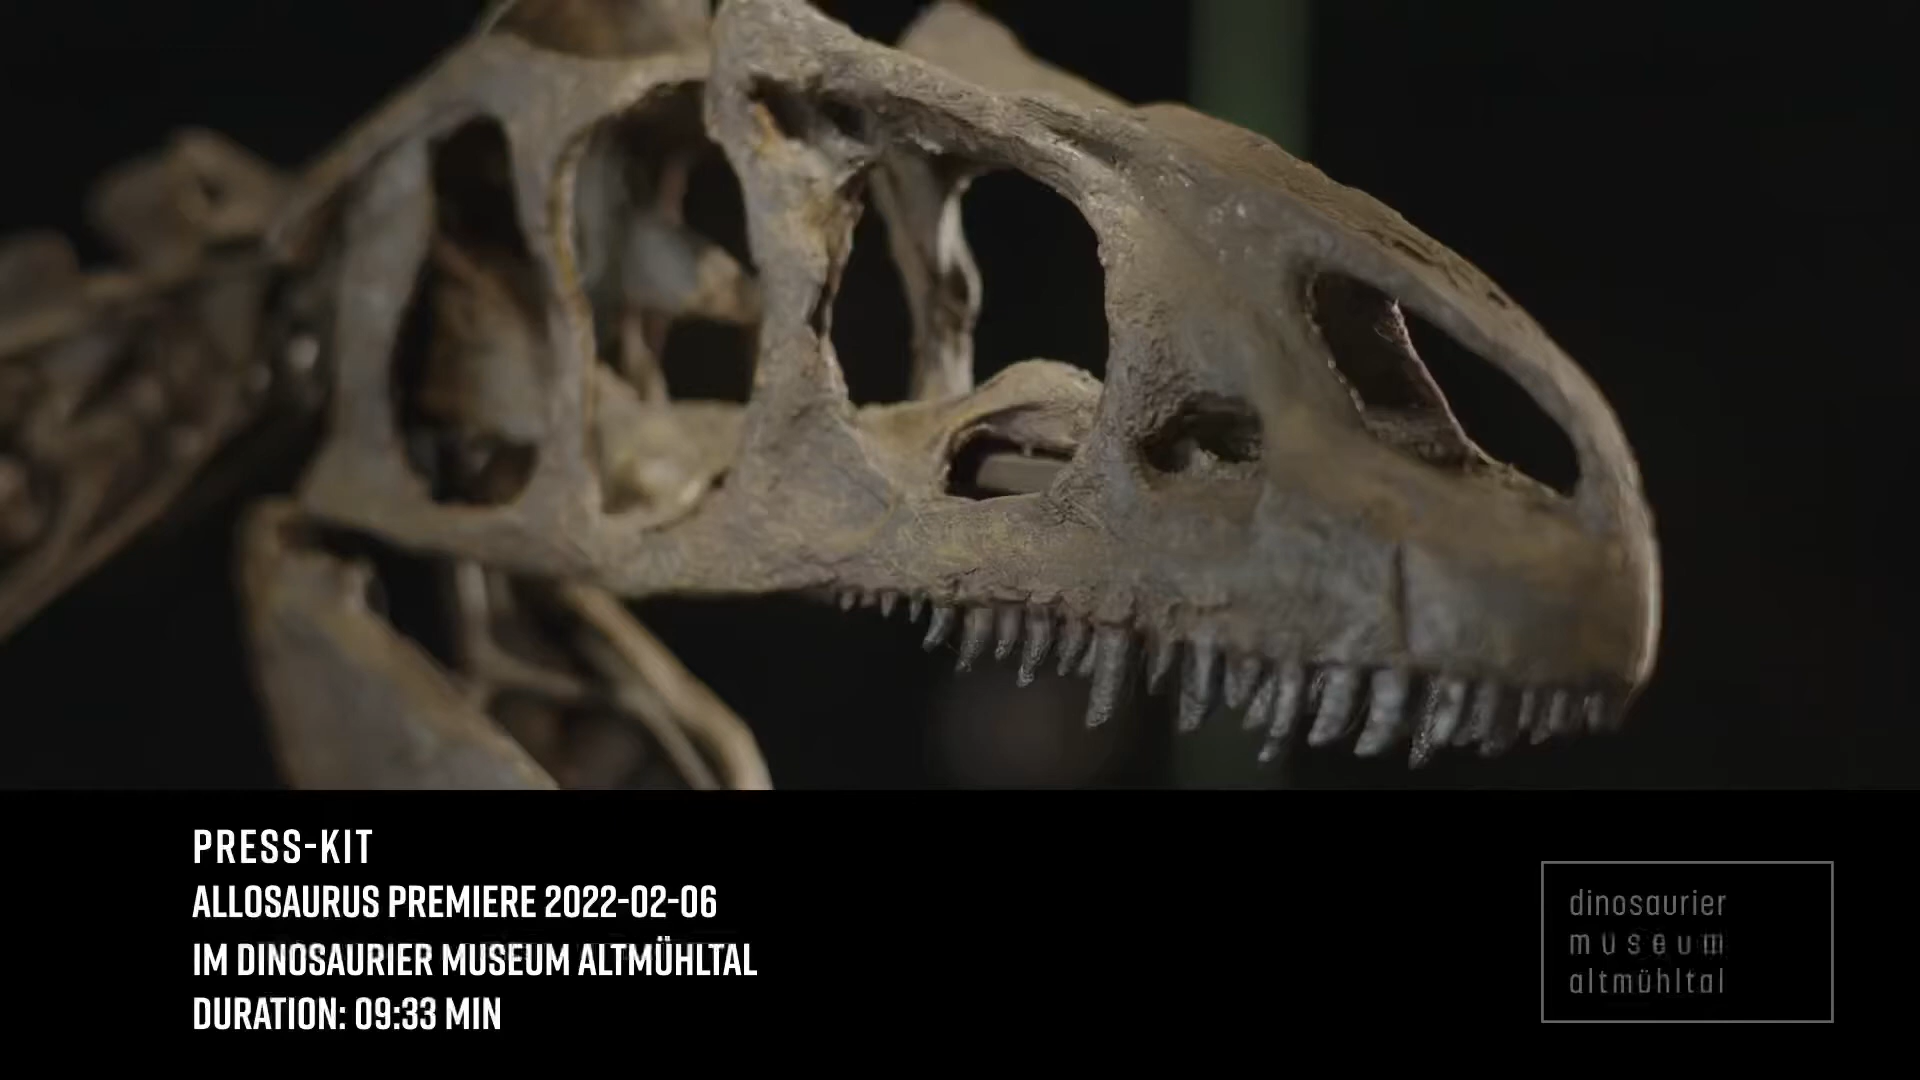 PRESS-KIT
ALLOSAURUS PREMIERE 2022-02-06
IM DINOSAURIER MUSEUM ALTMÜHLTAL
DURATION: 09:33 MIN
dinosaurier
museum
altmühltal